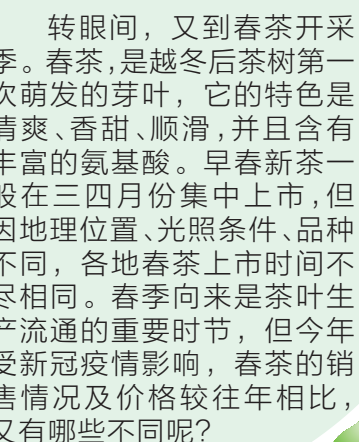 转眼间，又到春茶开采
季。春茶，是越冬后茶树第一
次萌发的芽叶，它的特色是
清爽、香甜、顺滑，并且含有
丰富的氨基酸。早春新茶一
般在三四月份集中上市，但
因地理位置、光照条件、品种
不同，各地春茶上市时间不
尽相同。春季向来是茶叶生
产流通的重要时节，但今年
受新冠疫情影响，春茶的销
售情况及价格较往年相比，
又有哪些不同呢？